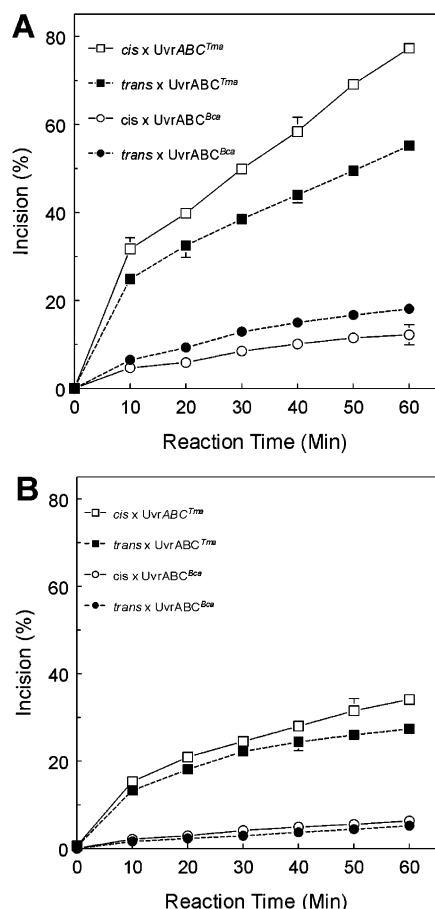 A
80
60
40
20
0
Incision (%)
cis x UvrABC^Tma
trans x UvrABC^Tma
cis x UvrABC^Bca
trans x UvrABC^Bca
0 10 20 30 40 50 60
Reaction Time (Min)
B
80
60
40
20
0
Incision (%)
cis x UvrABC^Tma
trans x UvrABC^Tma
cis x UvrABC^Bca
trans x UvrABC^Bca
0 10 20 30 40 50 60
Reaction Time (Min)